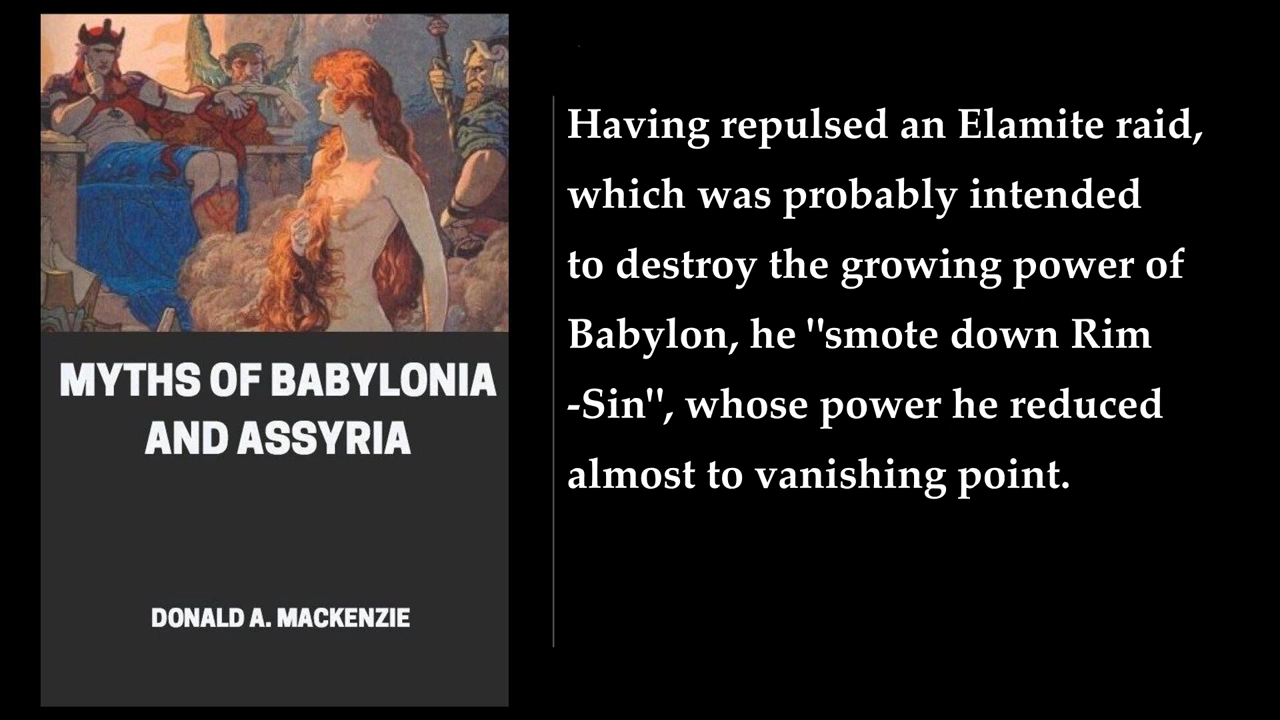 MYTHS OF BABYLONIA
AND ASSYRIA
DONALD A. MACKENZIE
Having repulsed an Elamite raid,
which was probably intended
to destroy the growing power of
Babylon, he "smote down Rim
-Sin", whose power he reduced
almost to vanishing point.